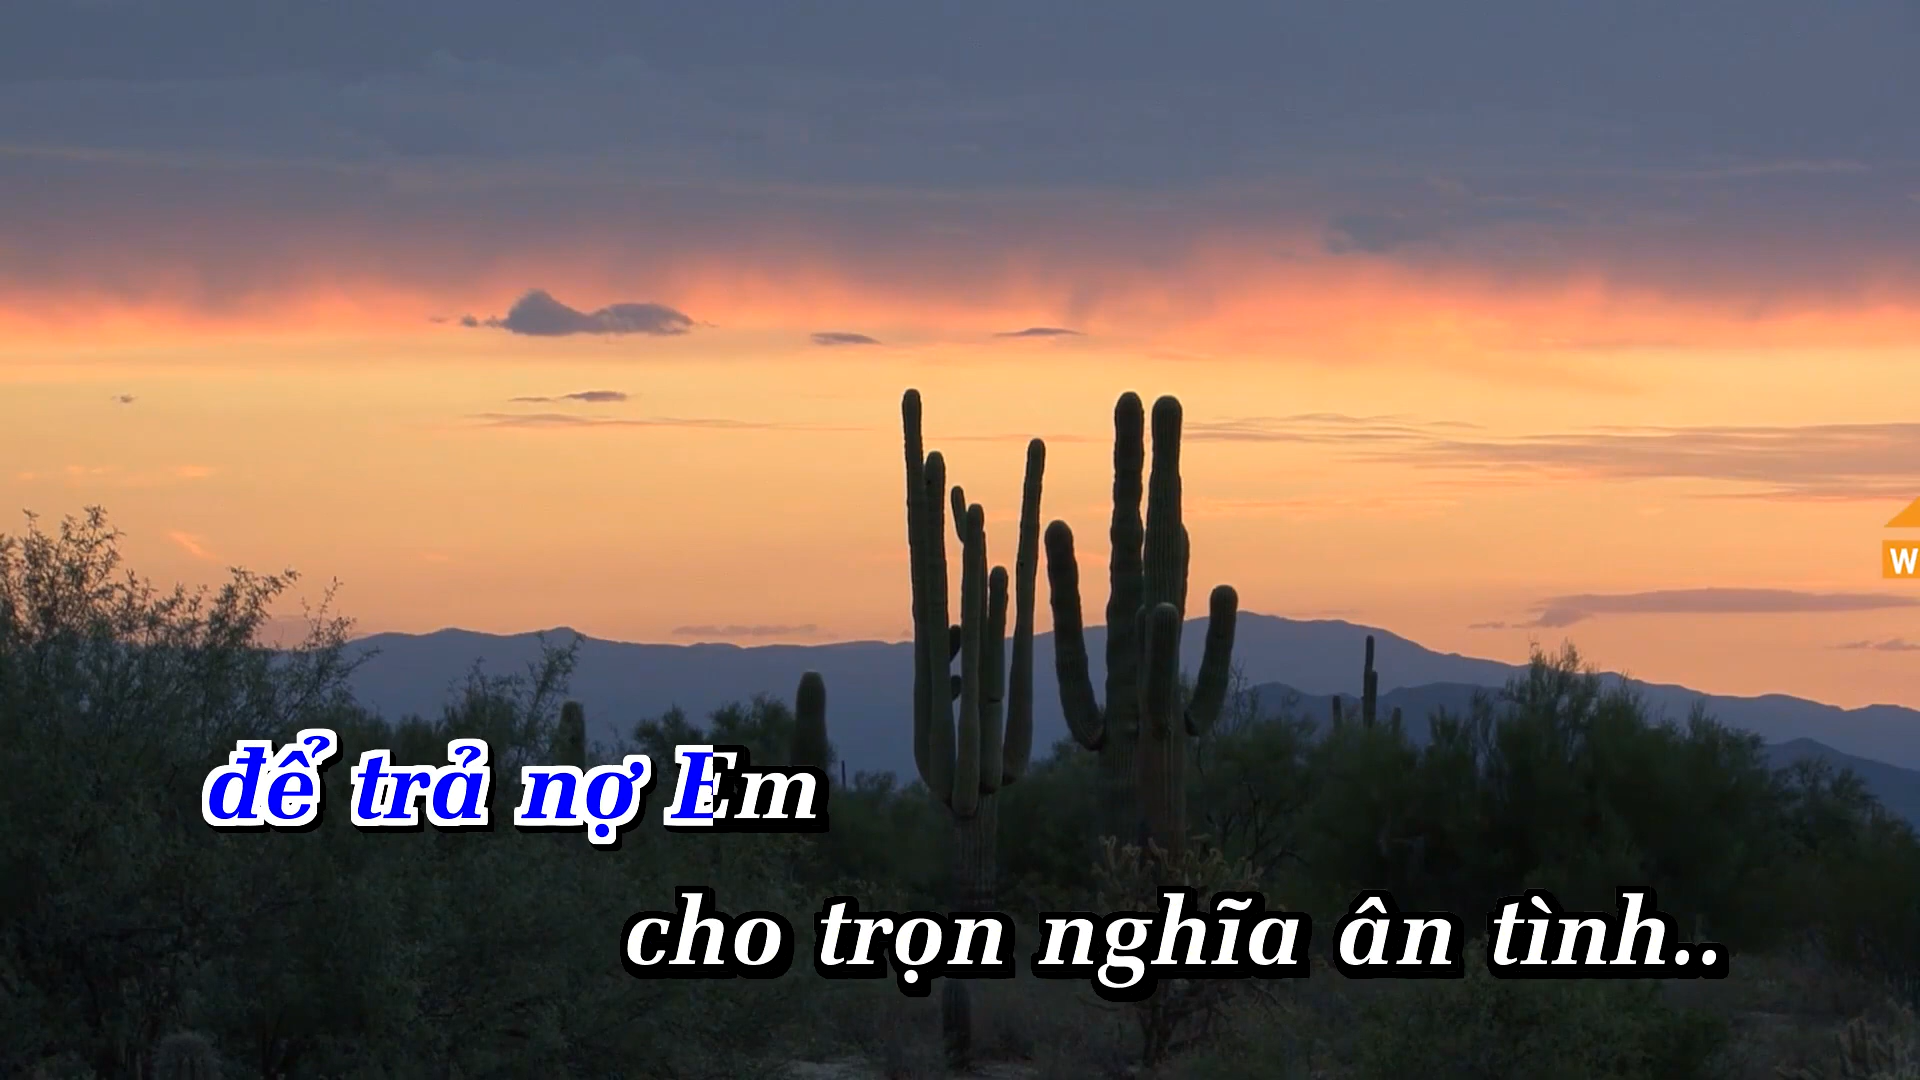 để trả nợ Em
cho trọn nghĩa ân tình..
W